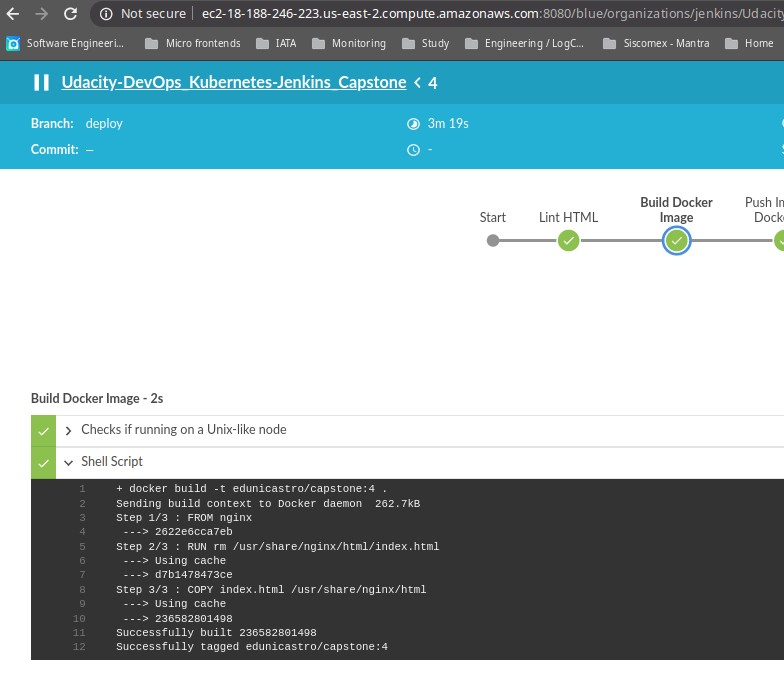 Not secure ec2-18-188-246-223.us-east-2.compute.amazonaws.com:8080/blue/organizations/jenkins/Udacity
Software Engineeri... Micro frontends IATA Monitoring Study Engineering / LogC... Siscomex - Mantra Home
Udacity-DevOps_Kubernetes-Jenkins_Capstone < 4
Branch: deploy 3m 19s
Commit: — -
Start Lint HTML Build Docker Image Push
Build Docker Image - 2s
Checks if running on a Unix-like node
Shell Script
1 + docker build -t edunicastro/capstone:4 .
2 Sending build context to Docker daemon  262.7kB
3 Step 1/3 : FROM nginx
4  ---> 2622e6cca7eb
5 Step 2/3 : RUN rm /usr/share/nginx/html/index.html
6  ---> Using cache
7  ---> d7b1478473ce
8 Step 3/3 : COPY index.html /usr/share/nginx/html
9  ---> Using cache
10  ---> 236582801498
11 Successfully built 236582801498
12 Successfully tagged edunicastro/capstone:4